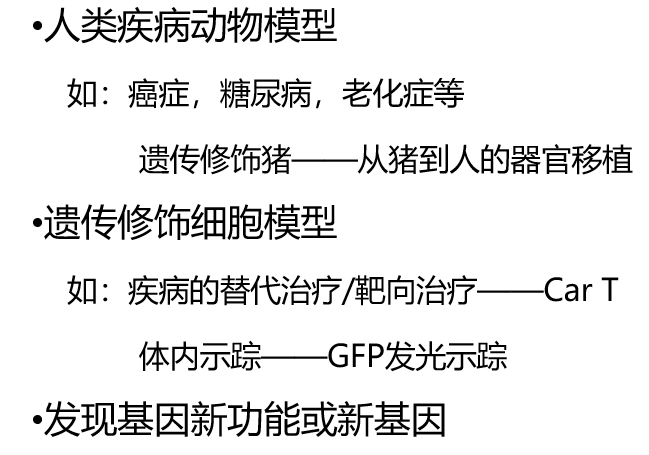 •人类疾病动物模型
如：癌症，糖尿病，老化症等
遗传修饰猪——从猪到人的器官移植
•遗传修饰细胞模型
如：疾病的替代治疗/靶向治疗——Car T
体内示踪——GFP发光示踪
•发现基因新功能或新基因